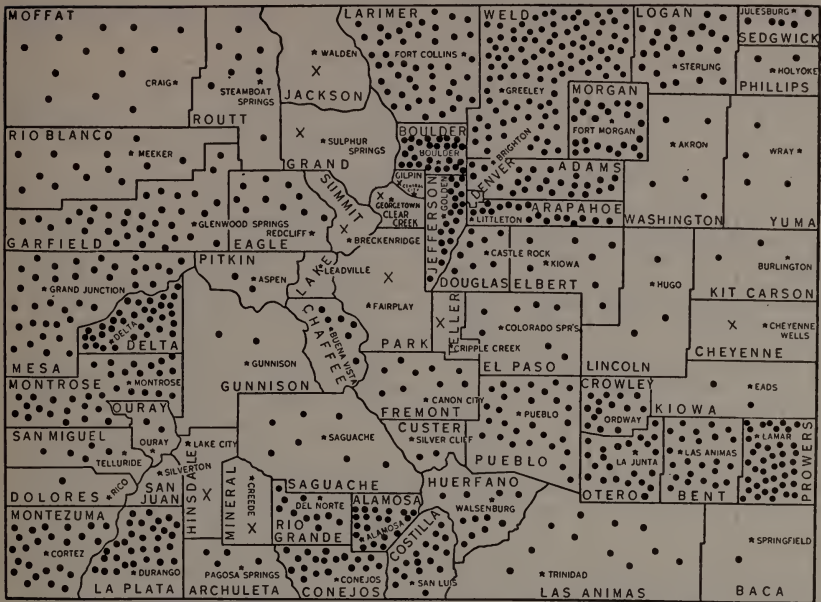 MOFFAT
CRAIG
STEAMBOAT
SPRINGS
ROUTT
WALDEN
JACKSON
LARIMER
FORT COLLINS
WELD
GREELEY
LOGAN
STERLING
JULESBURG
SEDGWICK
HOLYOKE
PHILLIPS
MORGAN
FORT MORGAN
RIO BLANCO
MEEKER
SULPHUR
SPRINGS
GRAND
BOULDER
BOULDER
GILPIN
CENTRAL
GEORGETOWN
CLEAR
CREEK
JEFFERSON
GOLDEN
BRIGHTON
DENVER
ADAMS
ARAPAHOE
LITTLETON
AKRON
WASHINGTON
WRAY
YUMA
GARFIELD
GLENWOOD SPRINGS
EAGLE
REDCLIFF
SUMMIT
BRECKENRIDGE
PITKIN
ASPEN
LAKE
LEADVILLE
FAIRPLAY
PARK
CASTLE ROCK
DOUGLAS
KIOWA
ELBERT
HUGO
LINCOLN
BURLINGTON
KIT CARSON
CHEYENNE
WELLS
CHEYENNE
GRAND JUNCTION
MESA
DELTA
DELTA
GUNNISON
GUNNISON
CHAFFEE
BUENA VISTA
TELLER
CRIPPLE CREEK
COLORADO SPR'S
EL PASO
MONTROSE
MONTROSE
OURAY
OURAY
CANON CITY
FREMONT
CUSTER
SILVER CLIFF
PUEBLO
PUEBLO
CROWLEY
ORDWAY
EADS
KIOWA
SAN MIGUEL
TELLURIDE
LAKE CITY
SILVERTON
SAN
JUAN
HINSDALE
SAGUACHE
SAGUACHE
LA JUNTA
OTERO
LAS ANIMAS
BENT
LAMAR
PROWERS
DOLORES
RICO
MINERAL
CREEDE
DEL NORTE
RIO
GRANDE
ALAMOSA
ALAMOSA
HUERFANO
WALSENBURG
COSTILLA
SAN LUIS
MONTEZUMA
CORTEZ
DURANGO
LA PLATA
PAGOSA SPRINGS
ARCHULETA
CONEJOS
CONEJOS
TRINIDAD
LAS ANIMAS
SPRINGFIELD
BACA